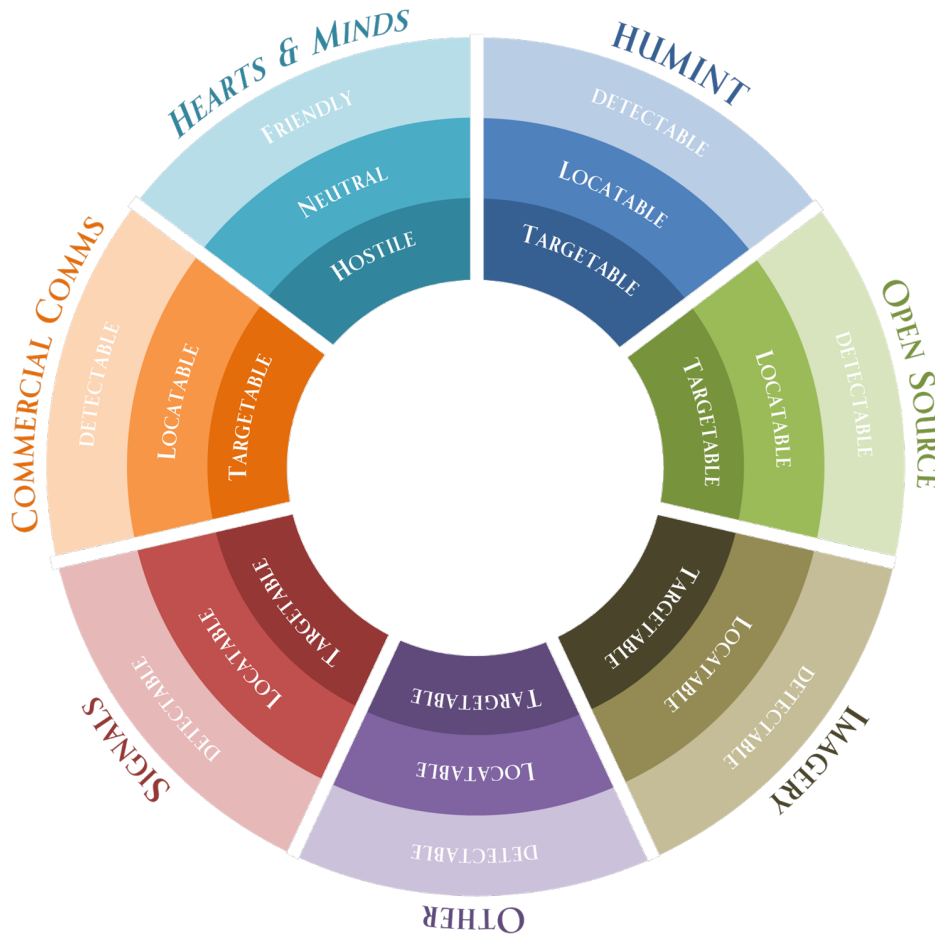 Hearts & Minds
Friendly
Neutral
Hostile
HUMINT
Detectable
Locatable
Targetable
Open Source
Detectable
Locatable
Targetable
Imagery
Detectable
Locatable
Targetable
Other
Detectable
Locatable
Targetable
Signals
Detectable
Locatable
Targetable
Commercial Comms
Detectable
Locatable
Targetable